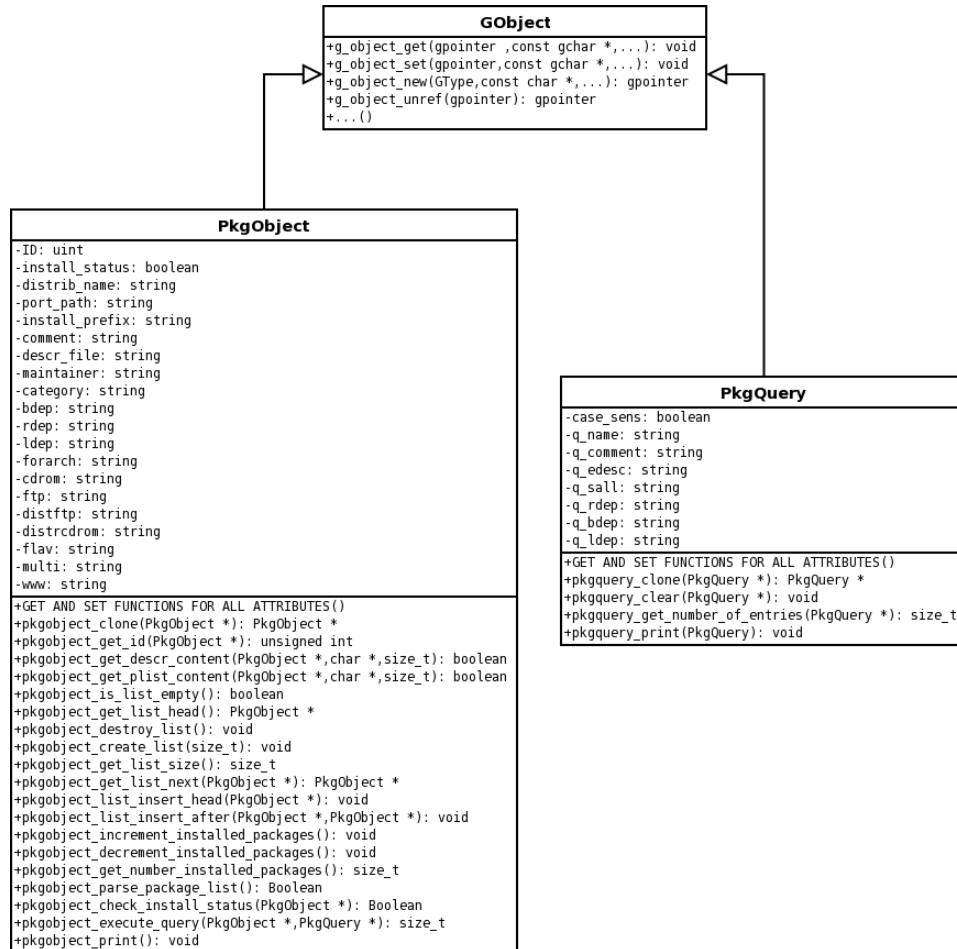 GObject
+g_object_get(gpointer ,const gchar *,...): void
+g_object_set(gpointer,const gchar *,...): void
+g_object_new(GType,const char *,...): gpointer
+g_object_unref(gpointer): gpointer
+...()
PkgObject
-ID: uint
-install_status: boolean
-distrib_name: string
-port_path: string
-install_prefix: string
-comment: string
-descr_file: string
-maintainer: string
-category: string
-bdep: string
-rdep: string
-ldep: string
-forarch: string
-cdrom: string
-ftp: string
-distftp: string
-distrcdrom: string
-flav: string
-multi: string
-www: string
+GET AND SET FUNCTIONS FOR ALL ATTRIBUTES()
+pkgobject_clone(PkgObject *): PkgObject *
+pkgobject_get_id(PkgObject *): unsigned int
+pkgobject_get_descr_content(PkgObject *,char *,size_t): boolean
+pkgobject_get_plist_content(PkgObject *,char *,size_t): boolean
+pkgobject_is_list_empty(): boolean
+pkgobject_get_list_head(): PkgObject *
+pkgobject_destroy_list(): void
+pkgobject_create_list(size_t): void
+pkgobject_get_list_size(): size_t
+pkgobject_get_list_next(PkgObject *): PkgObject *
+pkgobject_list_insert_head(PkgObject *): void
+pkgobject_list_insert_after(PkgObject *,PkgObject *): void
+pkgobject_increment_installed_packages(): void
+pkgobject_decrement_installed_packages(): void
+pkgobject_get_number_installed_packages(): size_t
+pkgobject_parse_package_list(): Boolean
+pkgobject_check_install_status(PkgObject *): Boolean
+pkgobject_execute_query(PkgObject *,PkgQuery *): size_t
+pkgobject_print(): void
PkgQuery
-case_sens: boolean
-q_name: string
-q_comment: string
-q_edesc: string
-q_sall: string
-q_rdep: string
-q_bdep: string
-q_ldep: string
+GET AND SET FUNCTIONS FOR ALL ATTRIBUTES()
+pkgquery_clone(PkgQuery *): PkgQuery *
+pkgquery_clear(PkgQuery *): void
+pkgquery_get_number_of_entries(PkgQuery *): size_t
+pkgquery_print(PkgQuery): void